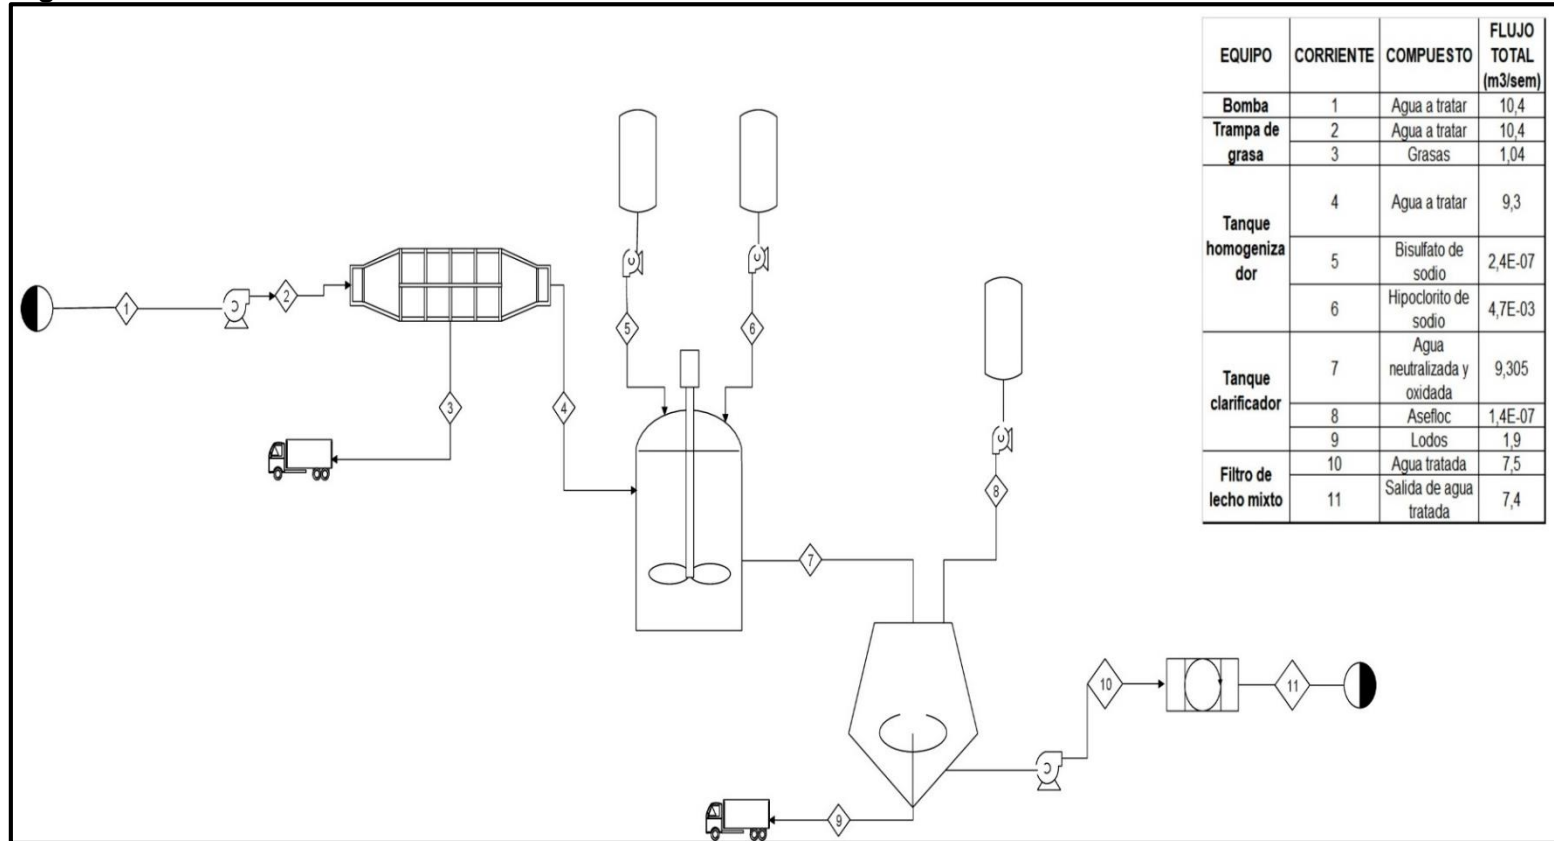 EQUIPO CORRIENTE COMPUESTO FLUJO TOTAL (m3/sem)
Bomba 1 Agua a tratar 10,4
Trampa de grasa 2 Agua a tratar 10,4
3 Grasas 1,04
Tanque homogeniza dor 4 Agua a tratar 9,3
5 Bisulfato de sodio 2,4E-07
6 Hipoclorito de sodio 4,7E-03
Tanque clarificador 7 Agua neutralizada y oxidada 9,305
8 Asefloc 1,4E-07
9 Lodos 1,9
Filtro de lecho mixto 10 Agua tratada 7,5
11 Salida de agua tratada 7,4
1
2
3
4
5
6
7
8
9
10
11